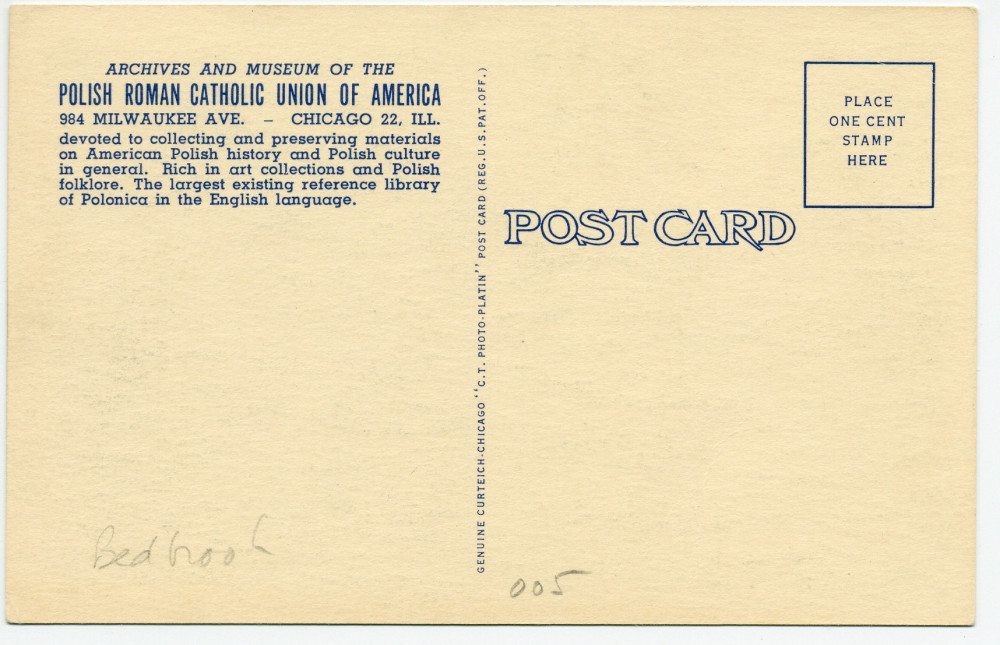 ARCHIVES AND MUSEUM OF THE
POLISH ROMAN CATHOLIC UNION OF AMERICA
984 MILWAUKEE AVE. – CHICAGO 22, ILL.
devoted to collecting and preserving materials
on American Polish history and Polish culture
in general. Rich in art collections and Polish
folklore. The largest existing reference library
of Polonica in the English language.
GENUINE CURTEICH-CHICAGO "C.T. PHOTO-PLATIN" POST CARD (REG. U.S. PAT. OFF.)
POST CARD
PLACE
ONE CENT
STAMP
HERE
005